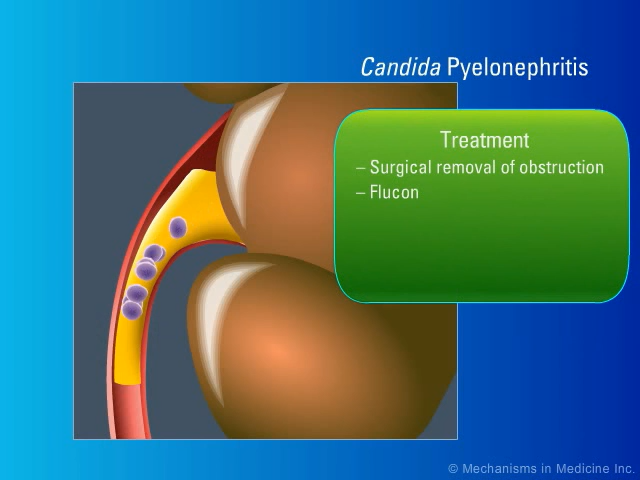 Candida Pyelonephritis
Treatment
– Surgical removal of obstruction
– Flucon
© Mechanisms in Medicine Inc.